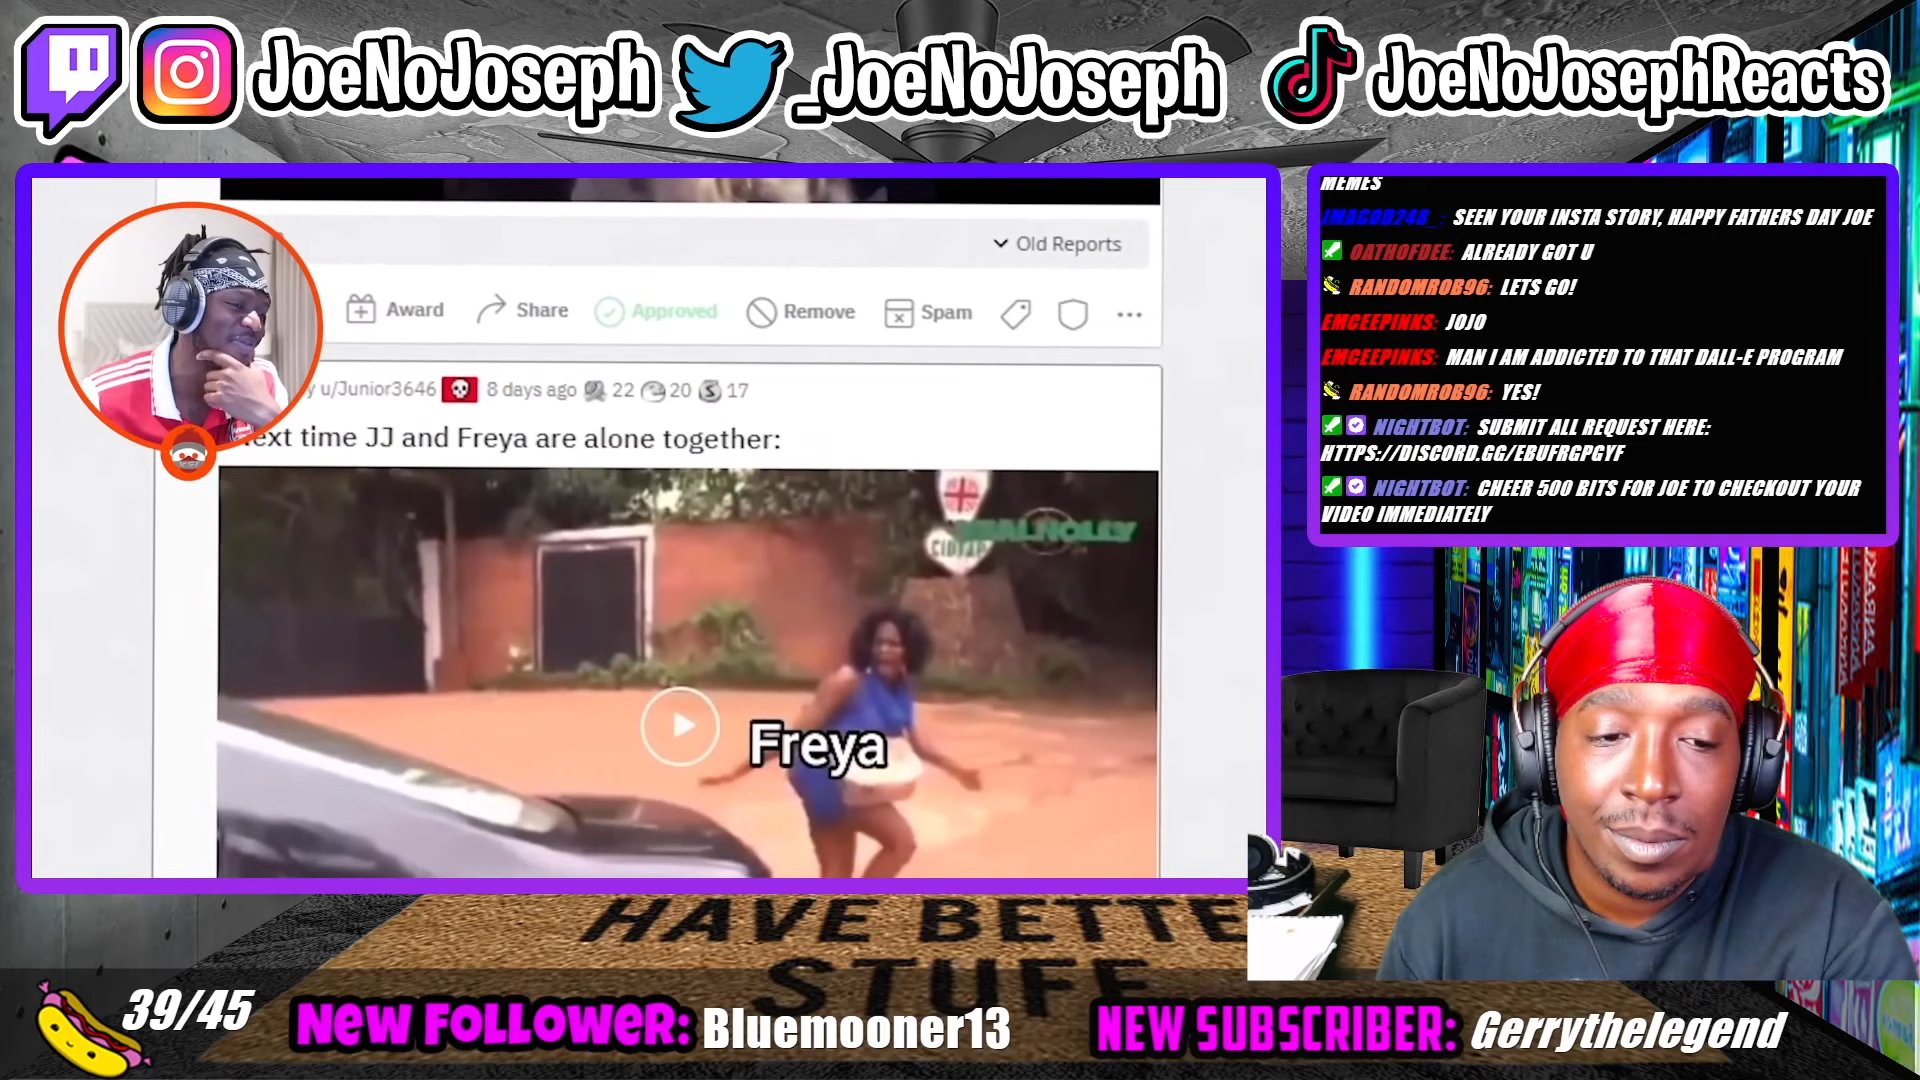 JoeNoJoseph
_JoeNoJoseph
JoeNoJosephReacts
Old Reports
Award
Share
Approved
Remove
Spam
y u/Junior3646 8 days ago 22 20 17
ext time JJ and Freya are alone together:
Freya
MEMES
IMAGOD248_: SEEN YOUR INSTA STORY, HAPPY FATHERS DAY JOE
OATHOFDEE: ALREADY GOT U
RANDOMROB96: LETS GO!
EMCEEPINKS: JOJO
EMCEEPINKS: MAN I AM ADDICTED TO THAT DALL-E PROGRAM
RANDOMROB96: YES!
NIGHTBOT: SUBMIT ALL REQUEST HERE:
HTTPS://DISCORD.GG/EBUFRGPCYF
NIGHTBOT: CHEER 500 BITS FOR JOE TO CHECKOUT YOUR
VIDEO IMMEDIATELY
HAVE BETTE
STUFF
39/45
NEW FOLLOWER: Bluemooner13
NEW SUBSCRIBER: Gerrythelegend